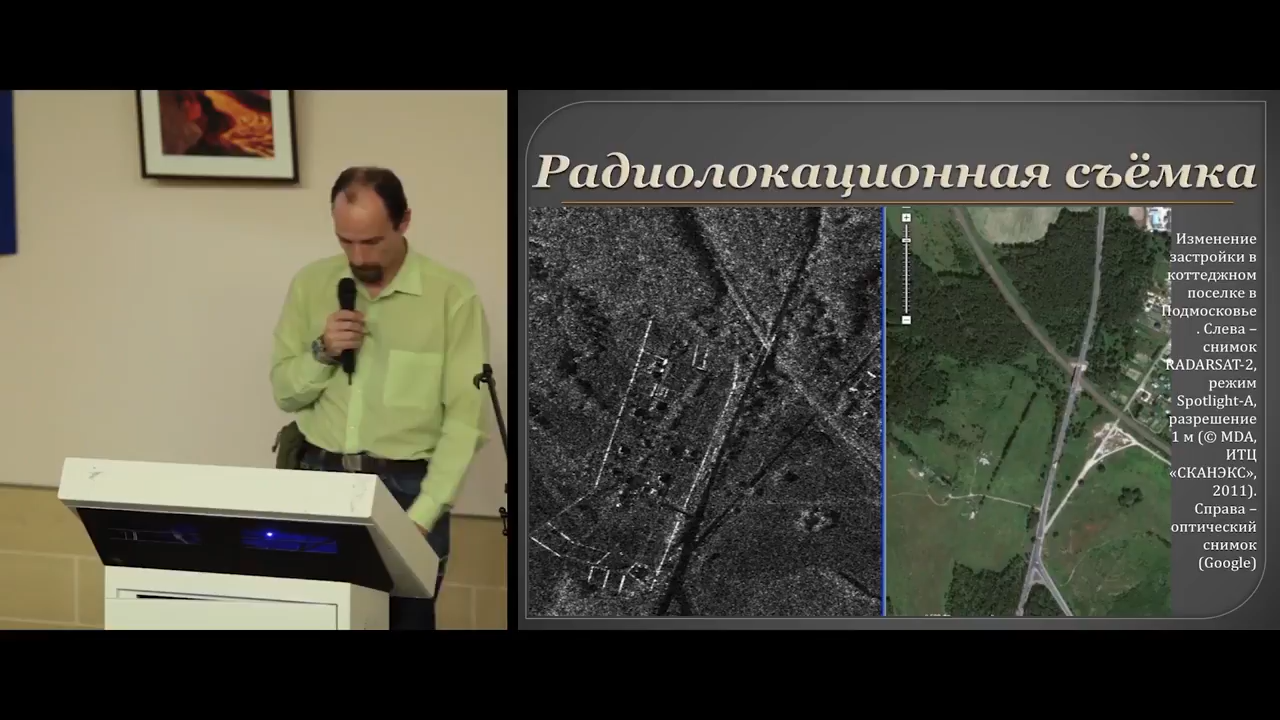 Радиолокационная съёмка
Изменение
застройки в
коттеджном
поселке в
Подмосковье
. Слева –
снимок
RADARSAT-2,
режим
Spotlight-A,
разрешение
1 м (© MDA,
ИТЦ
«СКАНЭКС»,
2011).
Справа –
оптический
снимок
(Google)